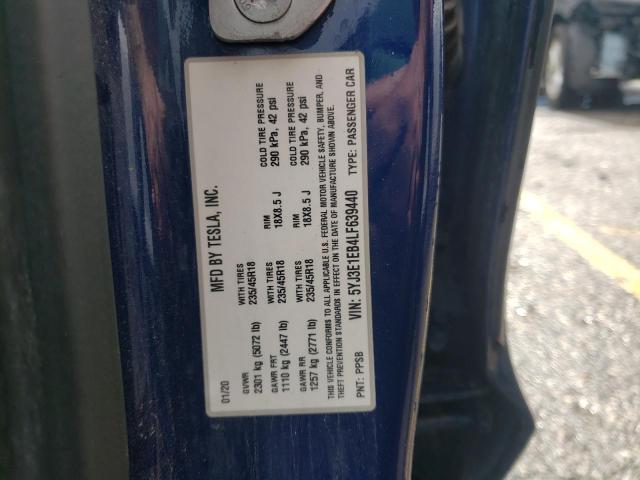 MFD BY TESLA, INC.
01/20
GVWR WITH TIRES RIM COLD TIRE PRESSURE
2301 kg (5072 lb) 235/45R18 18X8.5 J 290 kPa, 42 psi
GAWR FRT WITH TIRES RIM COLD TIRE PRESSURE
1110 kg (2447 lb) 235/45R18 18X8.5 J 290 kPa, 42 psi
GAWR RR WITH TIRES
1257 kg (2771 lb) 235/45R18
THIS VEHICLE CONFORMS TO ALL APPLICABLE U.S. FEDERAL MOTOR VEHICLE SAFETY, BUMPER, AND
THEFT PREVENTION STANDARDS IN EFFECT ON THE DATE OF MANUFACTURE SHOWN ABOVE.
VIN: 5YJ3E1EB4LF639440 TYPE: PASSENGER CAR
PNT: PPSB